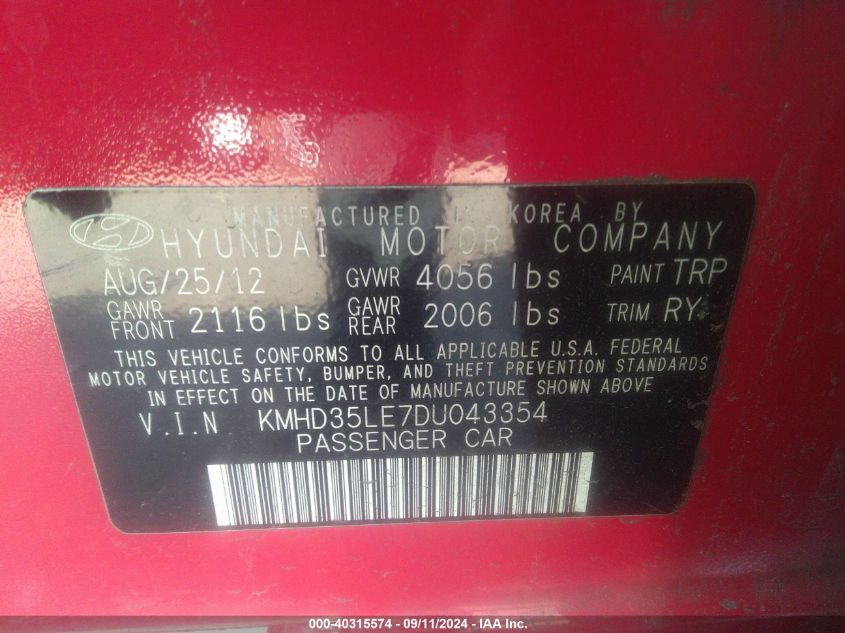 MANUFACTURED IN KOREA BY
HYUNDAI MOTOR COMPANY
AUG/25/12 GVWR 4056 lbs PAINT TRP
GAWR FRONT 2116 lbs GAWR REAR 2006 lbs TRIM RY
THIS VEHICLE CONFORMS TO ALL APPLICABLE U.S.A. FEDERAL
MOTOR VEHICLE SAFETY, BUMPER, AND THEFT PREVENTION STANDARDS
IN EFFECT ON THE DATE OF MANUFACTURE SHOWN ABOVE
V.I.N KMHD35LE7DU043354
PASSENGER CAR
000-40315574 - 09/11/2024 - IAA Inc.